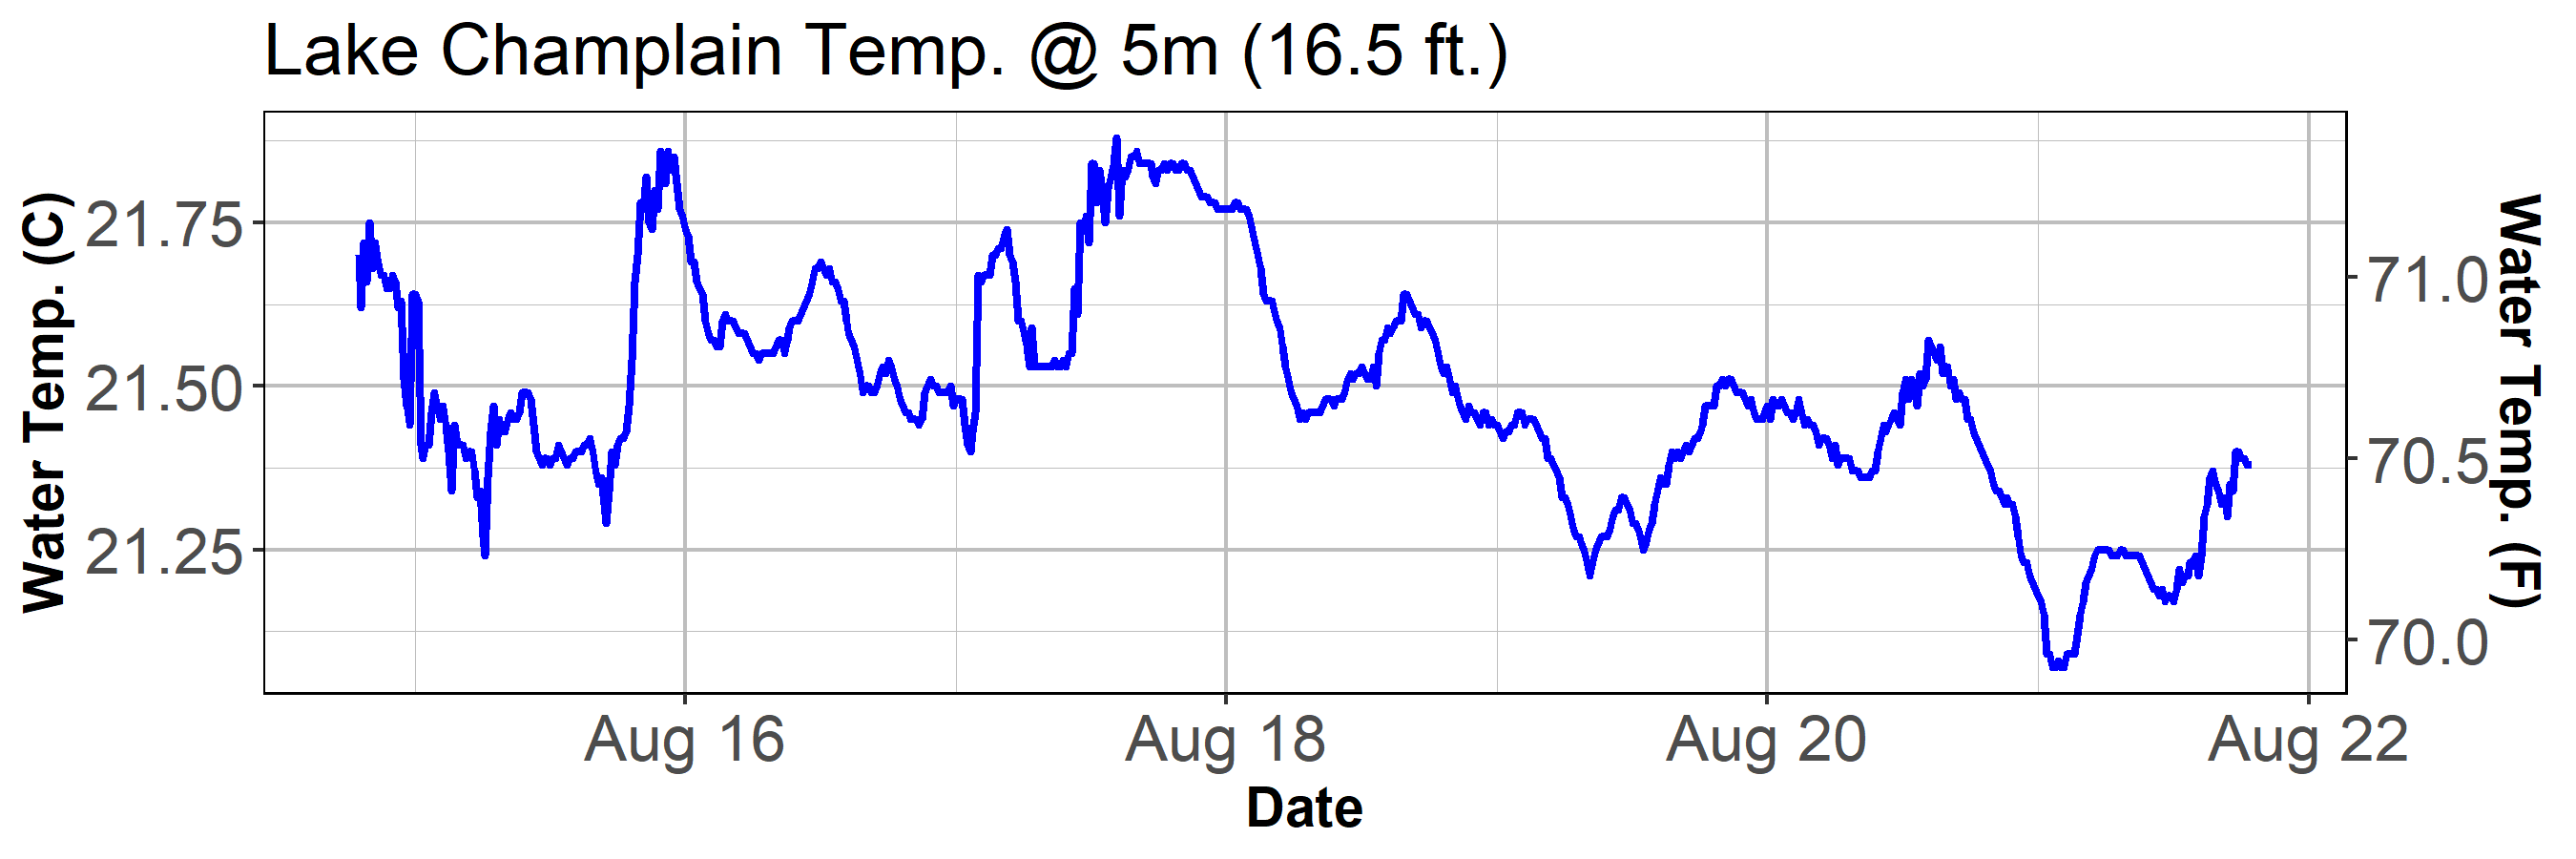 Lake Champlain Temp. @ 5m (16.5 ft.)
Water Temp. (C)
21.75
21.50
21.25
71.0
70.5
70.0
Water Temp. (F)
Aug 16
Aug 18
Aug 20
Aug 22
Date